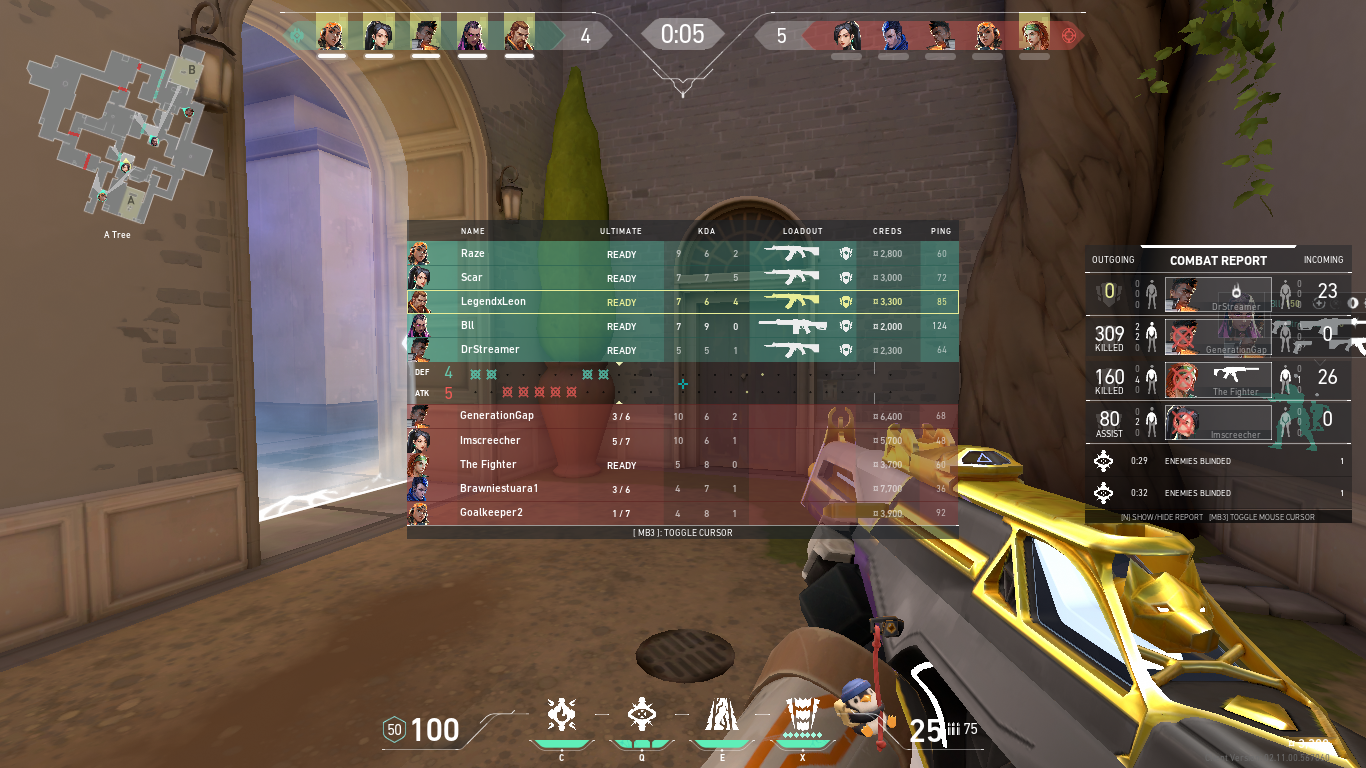 4 0:05 5
B
A
A Tree
NAME ULTIMATE KDA LOADOUT CREDS PING
Raze READY 9 6 2 2,800 60
Scar READY 7 7 5 3,000 72
LegendxLeon READY 7 6 4 3,300 85
Bll READY 7 9 0 2,000 124
DrStreamer READY 5 5 1 2,300 64
DEF 4
ATK 5
GenerationGap 3 / 6 10 6 2 6,400 68
Imscreecher 5 / 7 10 6 1 5,700 48
The Fighter READY 5 8 0 3,700 60
Brawniestuara1 3 / 6 4 7 1 7,700 36
Goalkeeper2 1 / 7 4 8 1 3,900 92
[ MB3 ]: TOGGLE CURSOR
OUTGOING COMBAT REPORT INCOMING
0 DrStreamer 23
309 KILLED GenerationGap 0
160 KILLED The Fighter 26
80 ASSIST Imscreecher 0
0:29 ENEMIES BLINDED 1
0:32 ENEMIES BLINDED 1
[N] SHOW/HIDE REPORT [MB3] TOGGLE MOUSE CURSOR
50 100
C Q E X
25 75